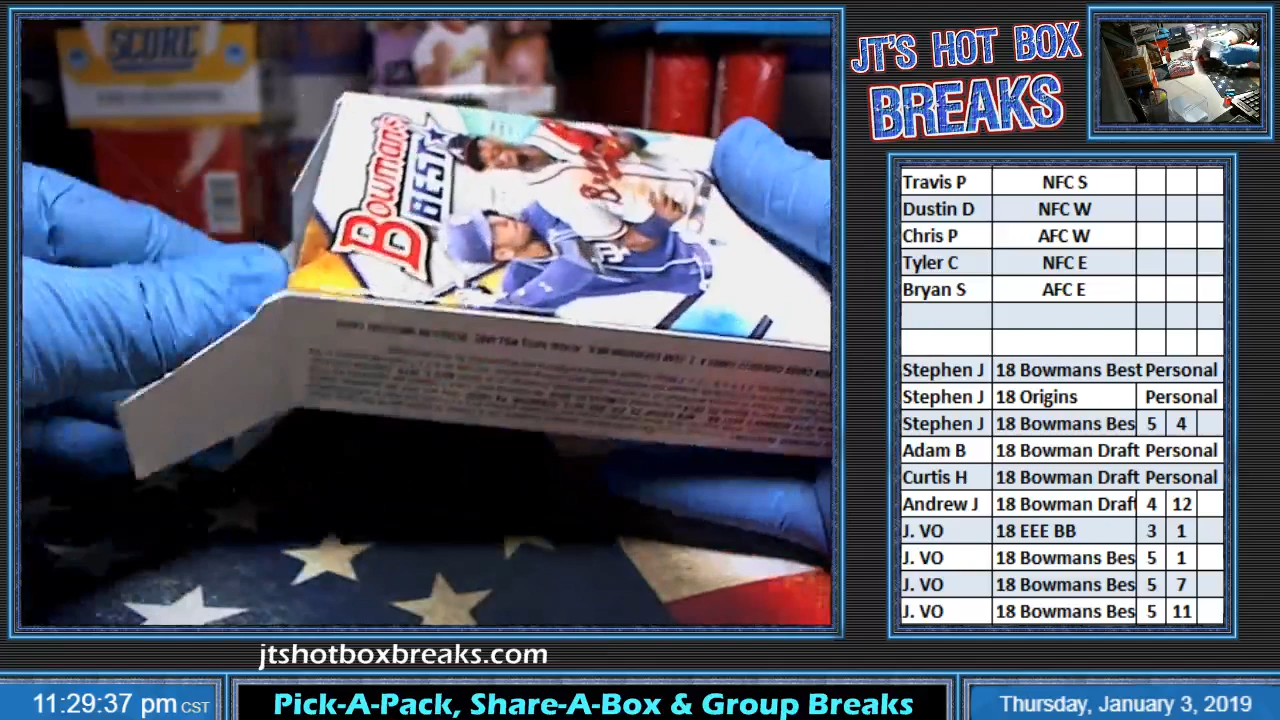 SCORE
JT'S HOT BOX
BREAKS
Bowmans
BEST
Braves
Travis P NFC S
Dustin D NFC W
Chris P AFC W
Tyler C NFC E
Bryan S AFC E
Stephen J 18 Bowmans Best Personal
Stephen J 18 Origins Personal
Stephen J 18 Bowmans Bes 5 4
Adam B 18 Bowman Draft Personal
Curtis H 18 Bowman Draft Personal
Andrew J 18 Bowman Draf 4 12
J. VO 18 EEE BB 3 1
J. VO 18 Bowmans Bes 5 1
J. VO 18 Bowmans Bes 5 7
J. VO 18 Bowmans Bes 5 11
jtshotboxbreaks.com
11:29:37 pm CST
Pick-A-Pack, Share-A-Box & Group Breaks
Thursday, January 3, 2019